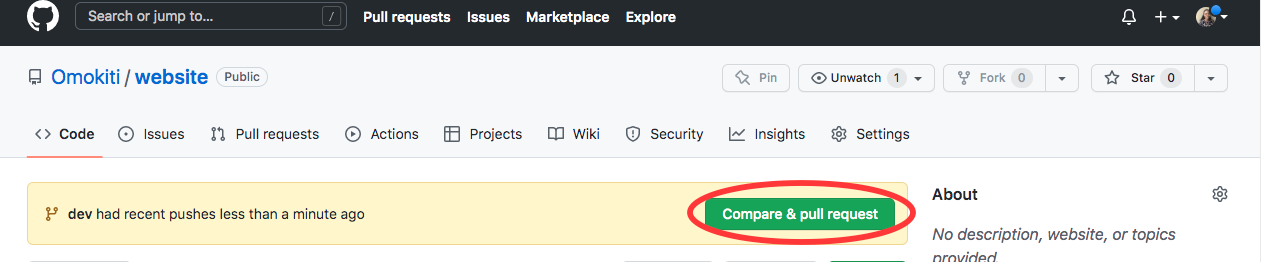 Search or jump to... / Pull requests Issues Marketplace Explore
Omokiti / website Public Pin Unwatch 1 Fork 0 Star 0
Code Issues Pull requests Actions Projects Wiki Security Insights Settings
dev had recent pushes less than a minute ago Compare & pull request
About
No description, website, or topics
provided